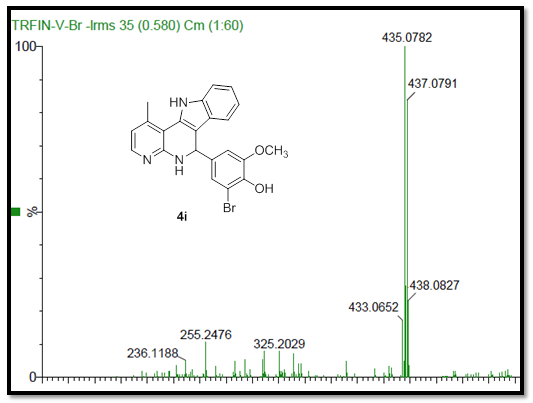 TRFIN-V-Br -lrms 35 (0.580) Cm (1:60)
100
435.0782
437.0791
HN
N
N
H
OCH3
OH
Br
4i
%
438.0827
433.0652
255.2476
325.2029
236.1188
0